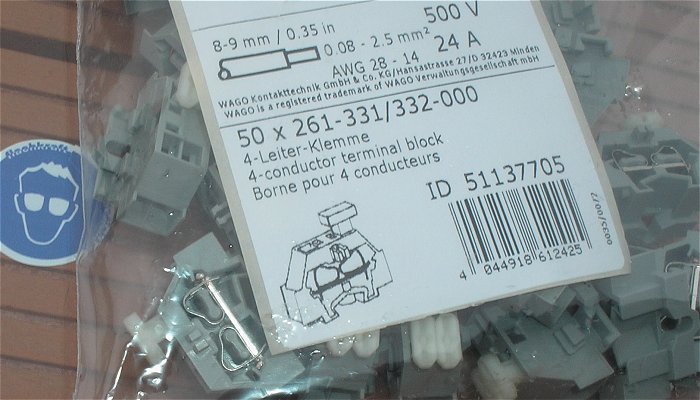 500 V
8-9 mm / 0.35 in
0.08 - 2.5 mm²
AWG 28 - 14
24 A
WAGO Kontakttechnik GmbH & Co. KG/Hansastrasse 27/D 32423 Minden
WAGO is a registered trademark of WAGO Verwaltungsgesellschaft mbH
50 x 261-331/332-000
4-Leiter-Klemme
4-conductor terminal block
Borne pour 4 conducteurs
ID 51137705
4 044918 612425